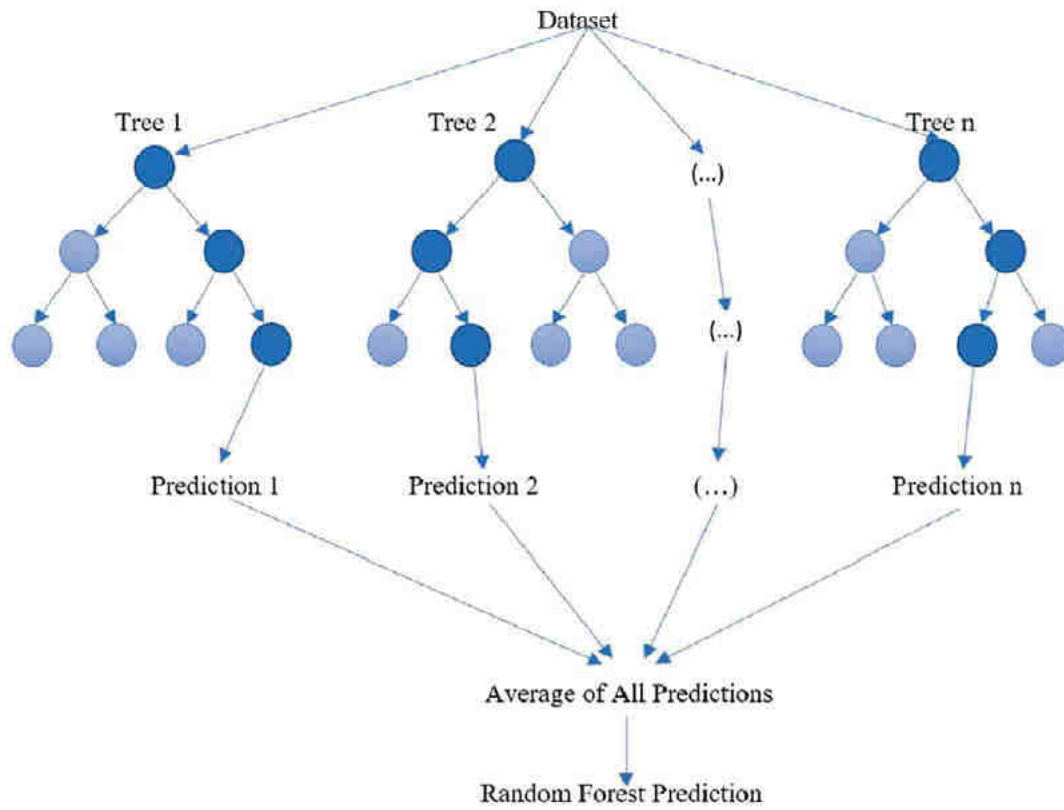 Dataset
Tree 1
Tree 2
Tree n
(...)
(...)
Prediction 1
Prediction 2
(...)
Prediction n
Average of All Predictions
Random Forest Prediction